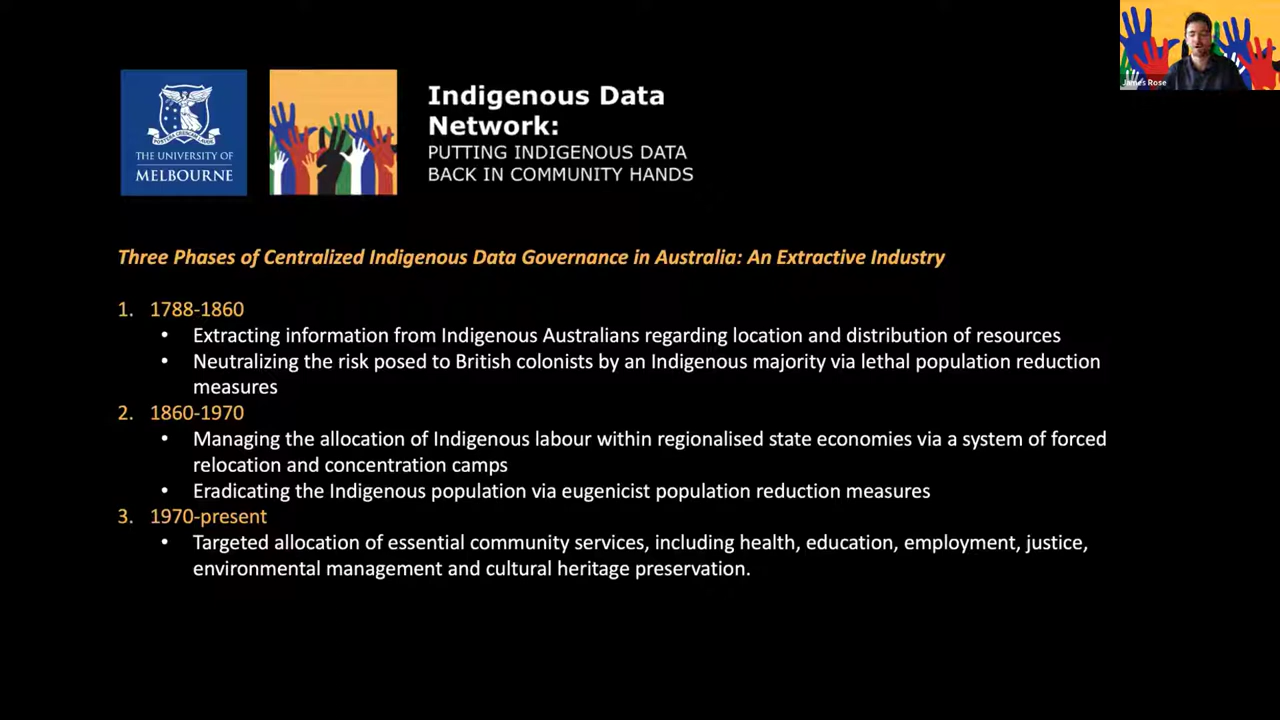 James Rose
THE UNIVERSITY OF
MELBOURNE
Indigenous Data
Network:
PUTTING INDIGENOUS DATA
BACK IN COMMUNITY HANDS
Three Phases of Centralized Indigenous Data Governance in Australia: An Extractive Industry
1. 1788-1860
• Extracting information from Indigenous Australians regarding location and distribution of resources
• Neutralizing the risk posed to British colonists by an Indigenous majority via lethal population reduction
measures
2. 1860-1970
• Managing the allocation of Indigenous labour within regionalised state economies via a system of forced
relocation and concentration camps
• Eradicating the Indigenous population via eugenicist population reduction measures
3. 1970-present
• Targeted allocation of essential community services, including health, education, employment, justice,
environmental management and cultural heritage preservation.